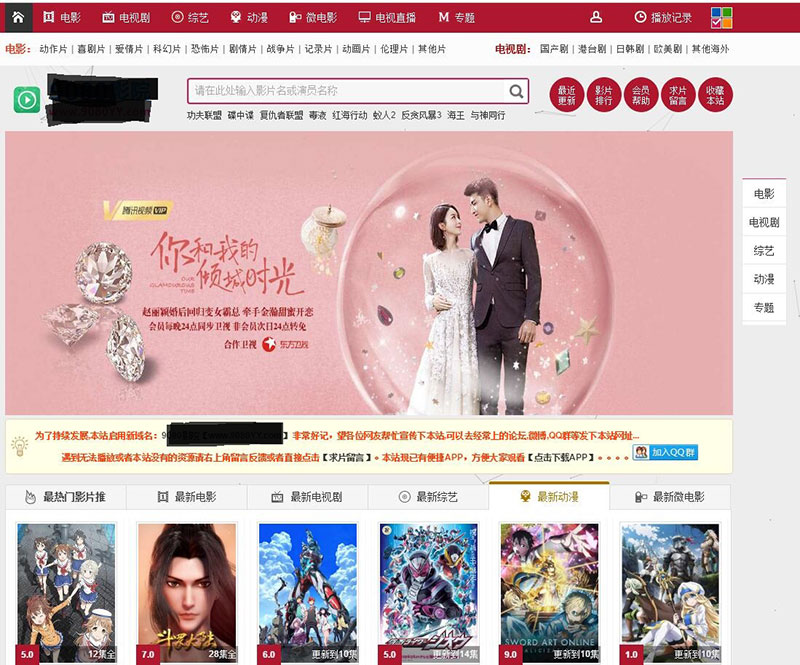 电影 电视剧 综艺 动漫 微电影 电视直播 M 专题 播放记录
电影： 动作片 | 喜剧片 | 爱情片 | 科幻片 | 恐怖片 | 剧情片 | 战争片 | 记录片 | 动画片 | 伦理片 | 其他片 电视剧： 国产剧 | 港台剧 | 日韩剧 | 欧美剧 | 其他海外
请在此处输入影片名或演员名称
最近更新 影片排行 会员帮助 求片留言 收藏本站
功夫联盟 碟中谍 复仇者联盟 毒液 红海行动 蚁人2 反贪风暴3 海王 与神同行
电影
电视剧
综艺
动漫
专题
腾讯视频 VIP
你和我的
倾城时光
OUR
GLAMOUROUS
TIME
赵丽颖婚后回归变女霸总 牵手金瀚甜蜜开恋
会员每晚24点同步卫视 非会员次日24点转免
合作卫视 东方卫视
为了持续发展,本站启用新域名： 】非常好记，望各位网友帮忙宣传下本站,可以去经常上的论坛,微博,QQ群等发下本站网址...
遇到无法播放或者本站没有的资源请右上角留言反馈或者直接点击【求片留言】。本站现已有便捷APP，方便大家观看【点击下载APP】。。。。 加入QQ群
最热门影片推 最新电影 最新电视剧 最新综艺 最新动漫 最新微电影
斗罗大陆
SWORD ART ONLINE
5.0 12集全
7.0 28集全
6.0 更新到10集
5.0 更新到14集
9.0 更新到10集
1.0 更新到10集